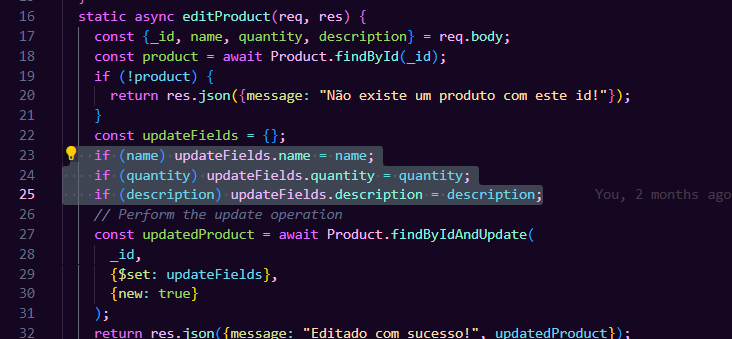 16 static async editProduct(req, res) {
17 const {_id, name, quantity, description} = req.body;
18 const product = await Product.findById(_id);
19 if (!product) {
20 return res.json({message: "Não existe um produto com este id!"});
21 }
22 const updateFields = {};
23 if (name) updateFields.name = name;
24 if (quantity) updateFields.quantity = quantity;
25 if (description) updateFields.description = description; You, 2 months ago
26 // Perform the update operation
27 const updatedProduct = await Product.findByIdAndUpdate(
28 _id,
29 {$set: updateFields},
30 {new: true}
31 );
32 return res.json({message: "Editado com sucesso!", updatedProduct});